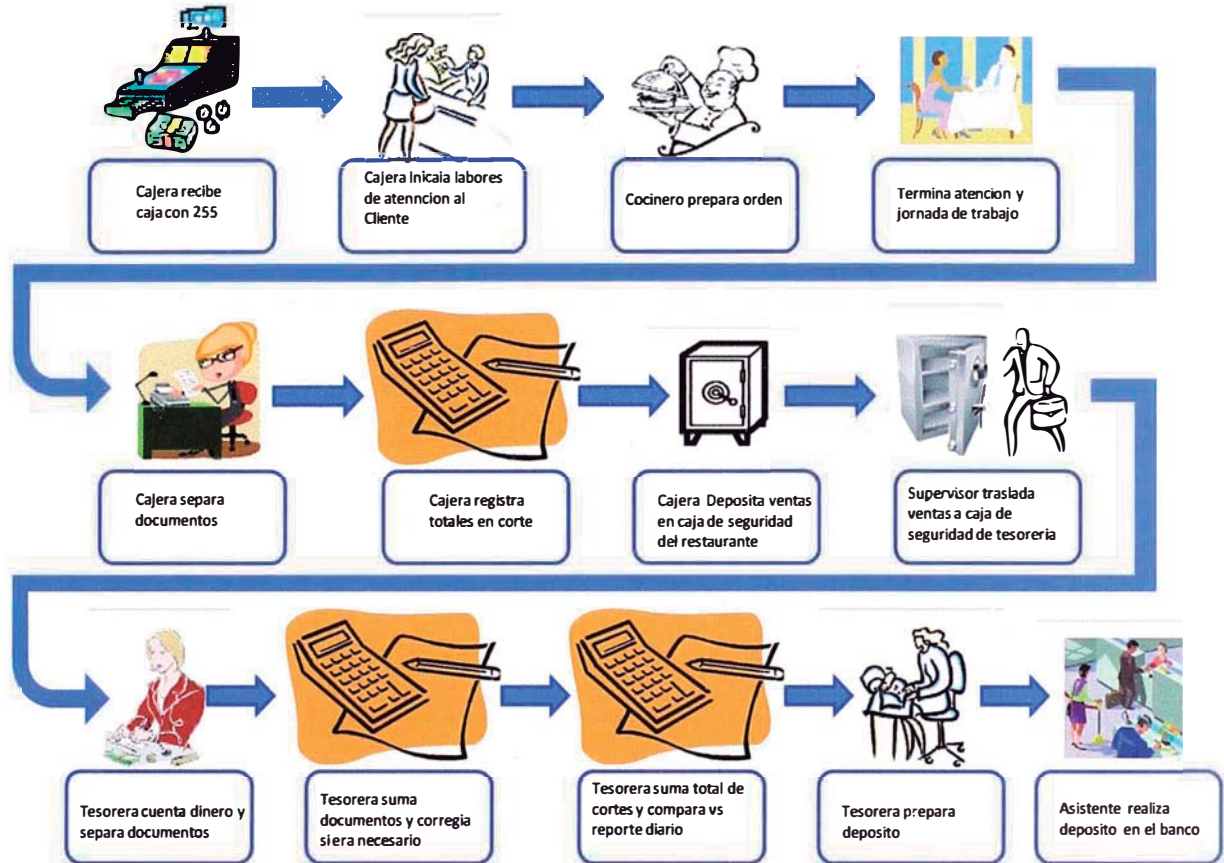 Cajera recibe
caja con 255
Cajera Inicaia labores
de atenncion al
Cliente
Cocinero prepara orden
Termina atencion y
jornada de trabajo
Cajera separa
documentos
Cajera registra
totales en corte
Cajera Deposita ventas
en caja de seguridad
del restaurante
Supervisor traslada
ventas a caja de
seguridad de tesoreria
Tesorera cuenta dinero y
separa documentos
Tesorera suma
documentos y corregia
si era necesario
Tesorera suma total de
cortes y compara vs
reporte diario
Tesorera prepara
deposito
Asistente realiza
deposito en el banco